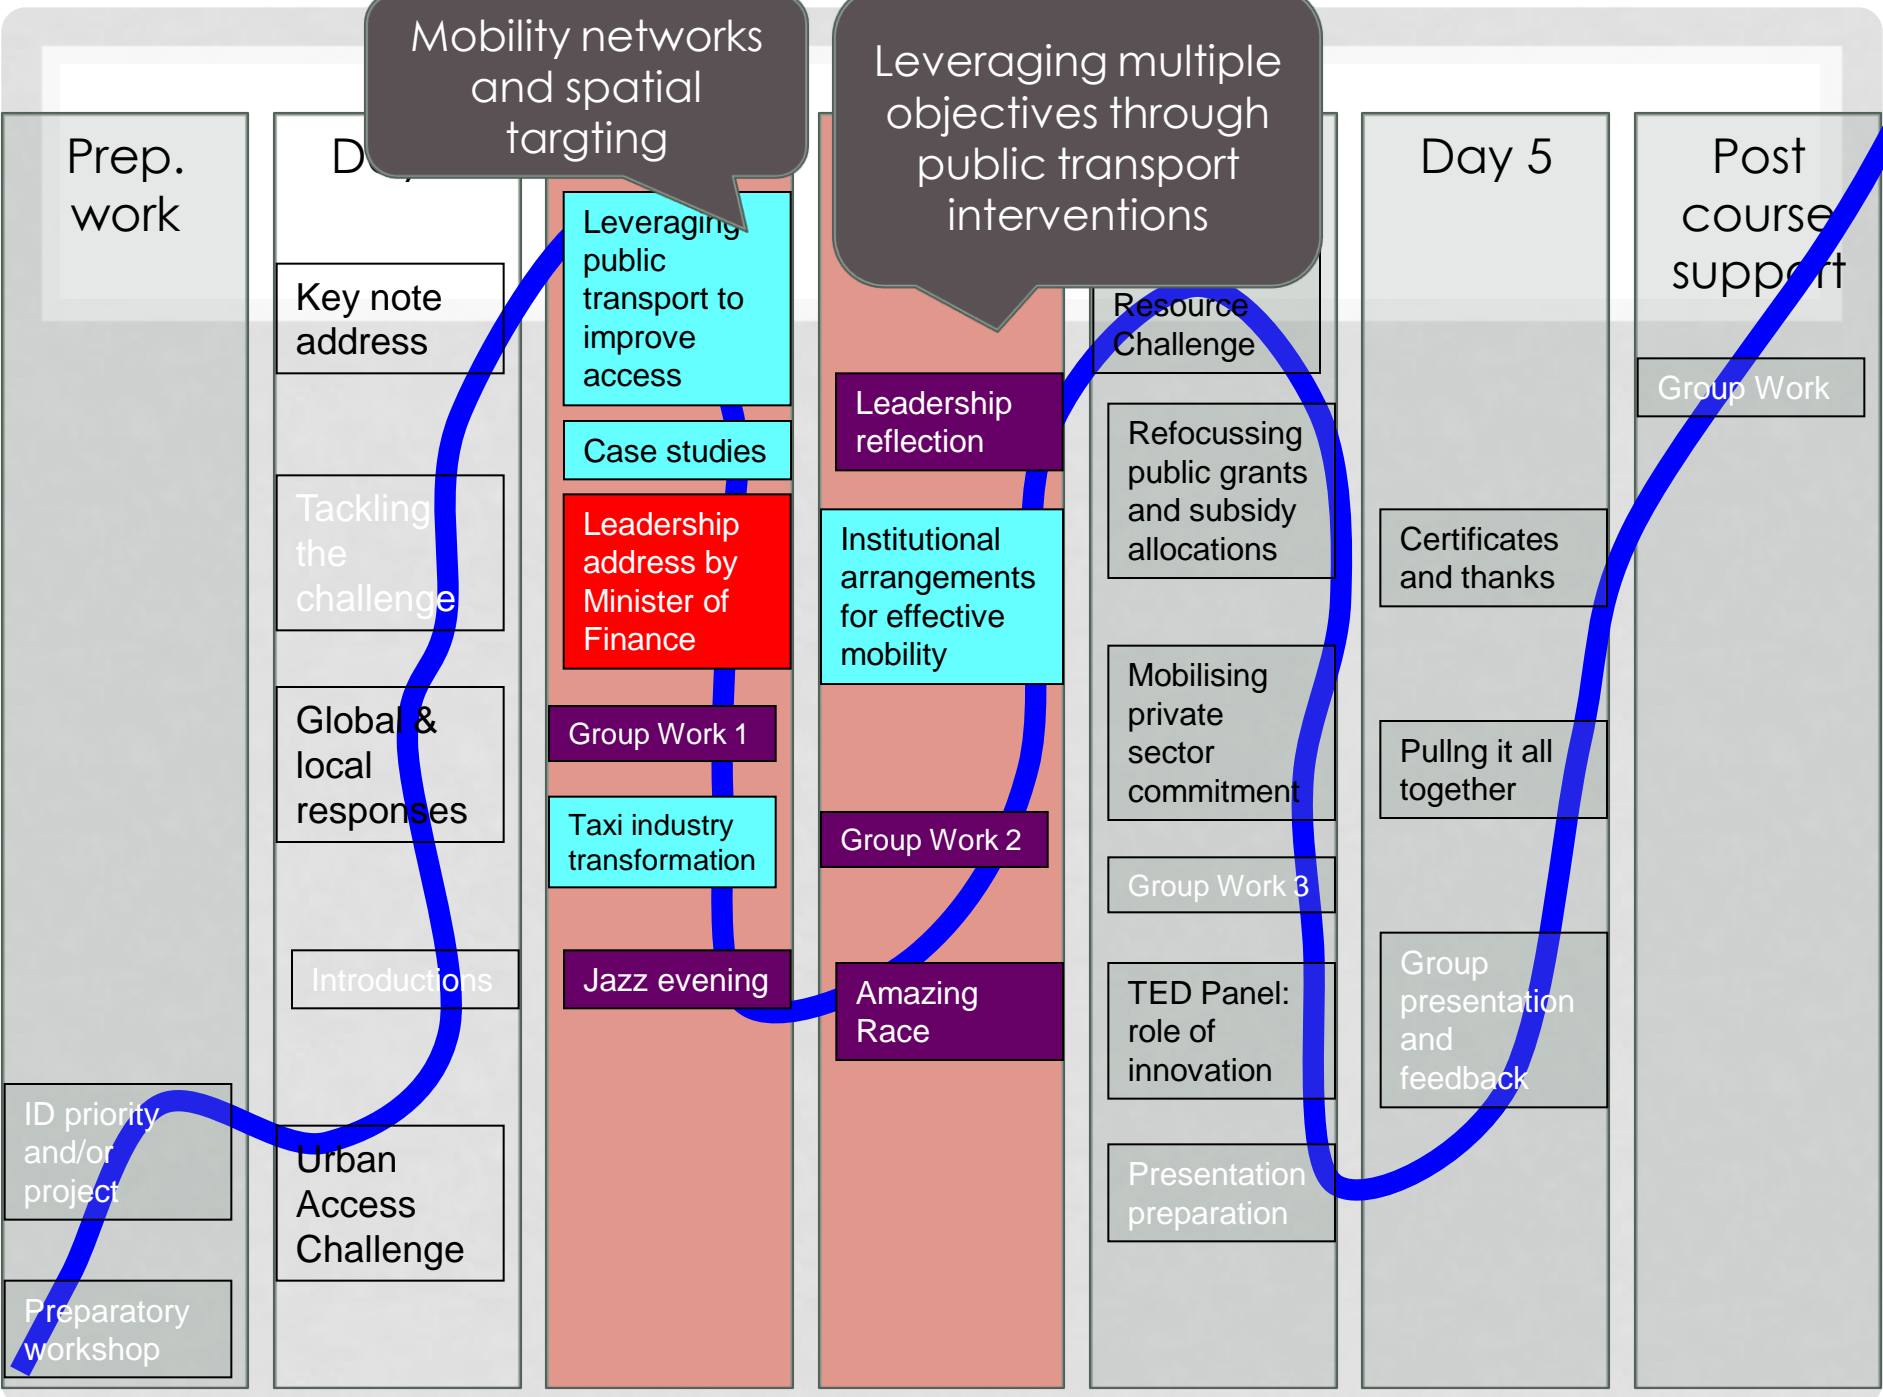 Mobility networks
and spatial
targting
Leveraging multiple
objectives through
public transport
interventions
Prep.
work
Day 5
Post
course
support
Key note
address
Tackling
the
challenge
Global &
local
responses
Introductions
Urban
Access
Challenge
ID priority
and/or
project
Preparatory
workshop
Leveraging
public
transport to
improve
access
Case studies
Leadership
address by
Minister of
Finance
Group Work 1
Taxi industry
transformation
Jazz evening
Leadership
reflection
Institutional
arrangements
for effective
mobility
Group Work 2
Amazing
Race
Resource
Challenge
Refocussing
public grants
and subsidy
allocations
Mobilising
private
sector
commitment
Group Work 3
TED Panel:
role of
innovation
Presentation
preparation
Certificates
and thanks
Pullng it all
together
Group
presentation
and
feedback
Group Work